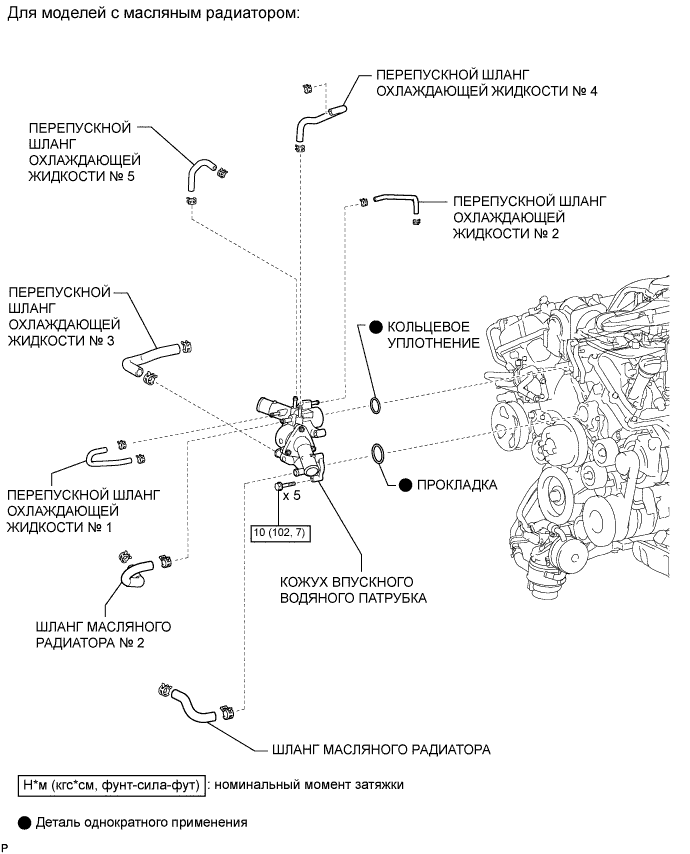 Для моделей с масляным радиатором:
ПЕРЕПУСКНОЙ ШЛАНГ
ОХЛАЖДАЮЩЕЙ ЖИДКОСТИ № 4
ПЕРЕПУСКНОЙ
ШЛАНГ
ОХЛАЖДАЮЩЕЙ
ЖИДКОСТИ № 5
ПЕРЕПУСКНОЙ ШЛАНГ
ОХЛАЖДАЮЩЕЙ
ЖИДКОСТИ № 2
ПЕРЕПУСКНОЙ
ШЛАНГ
ОХЛАЖДАЮЩЕЙ
ЖИДКОСТИ № 3
КОЛЬЦЕВОЕ
УПЛОТНЕНИЕ
ПРОКЛАДКА
x 5
ПЕРЕПУСКНОЙ ШЛАНГ
ОХЛАЖДАЮЩЕЙ
ЖИДКОСТИ № 1
10 (102, 7)
КОЖУХ ВПУСКНОГО
ВОДЯНОГО ПАТРУБКА
ШЛАНГ МАСЛЯНОГО
РАДИАТОРА № 2
ШЛАНГ МАСЛЯНОГО РАДИАТОРА
Н*м (кгс*см, фунт-сила-фут) : номинальный момент затяжки
Деталь однократного применения
P